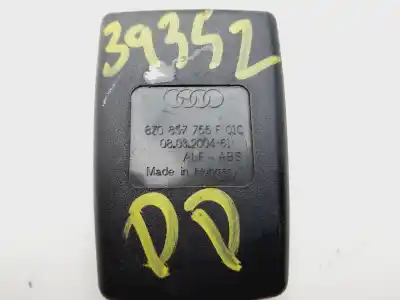 39352
8Z0 857 755 F 01C
08.03.2004-61
ALF-ABS
Made in Hungary
DD